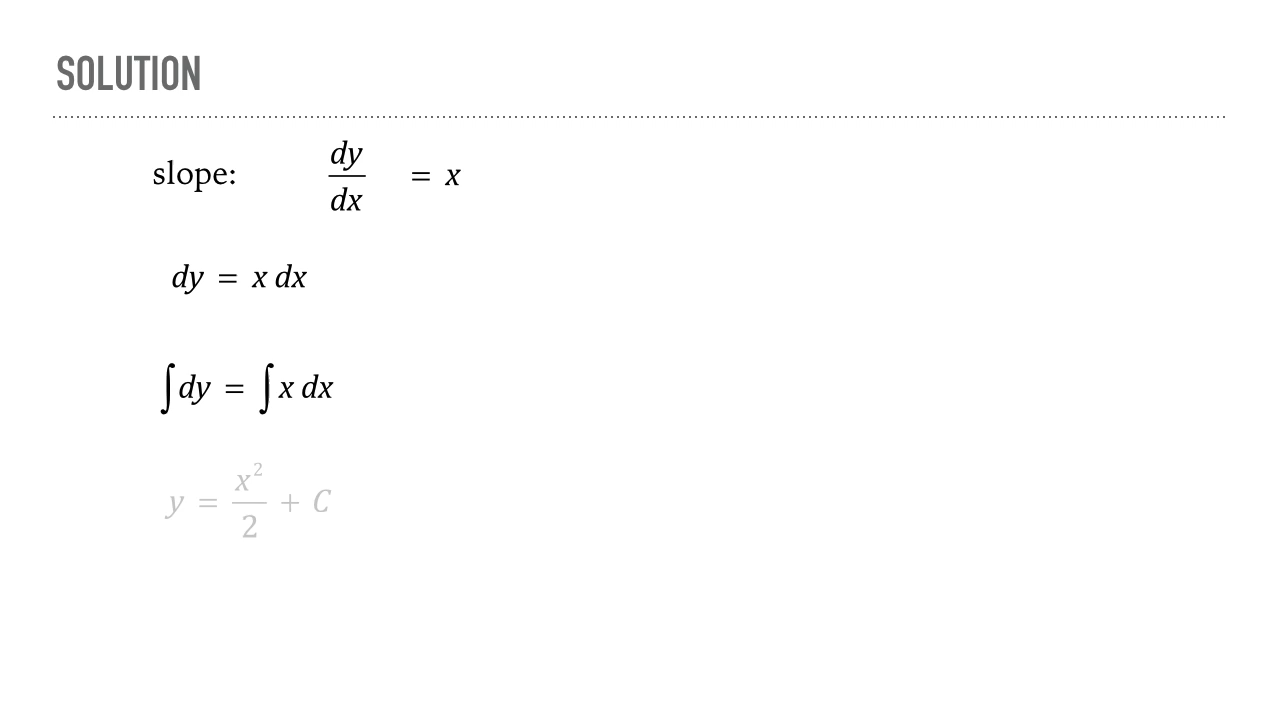 SOLUTION
slope: dy/dx = x
dy = x dx
∫dy = ∫x dx
y = x²/2 + C